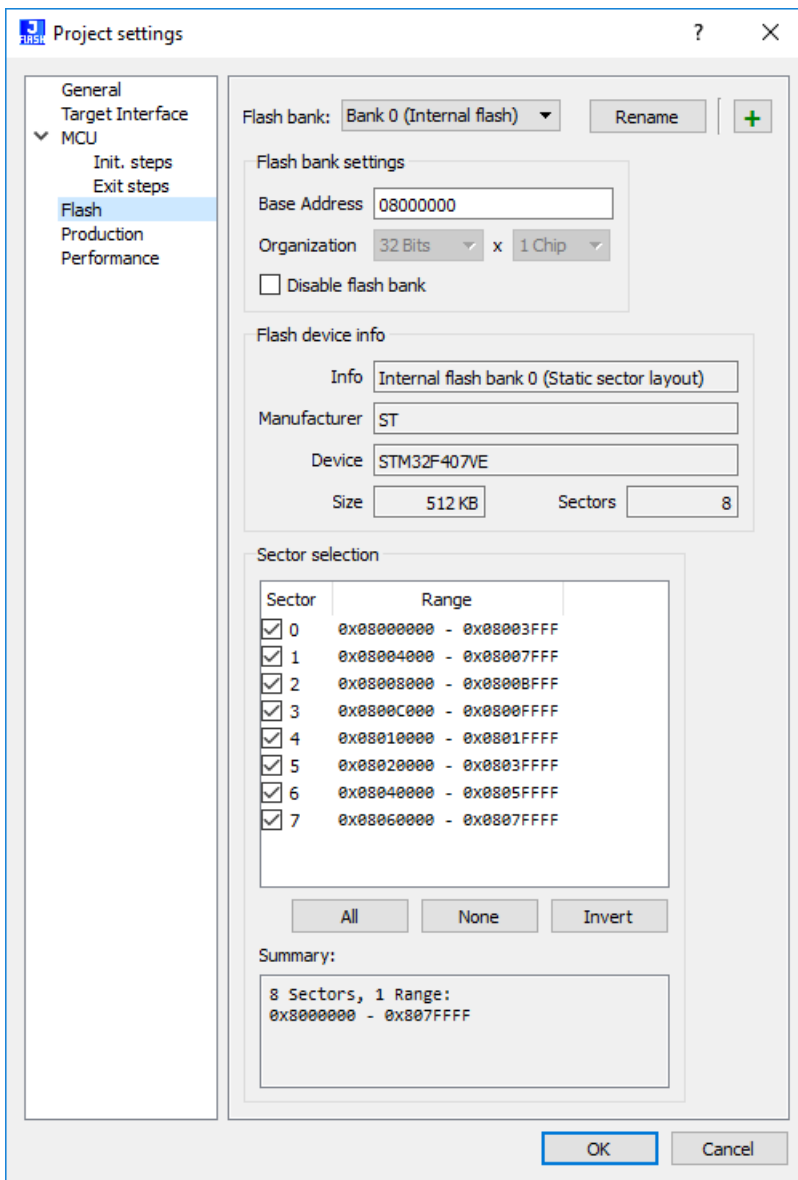 J FLASH Project settings ? ×
General
Target Interface
MCU
Init. steps
Exit steps
Flash
Production
Performance
Flash bank: Bank 0 (Internal flash) Rename +
Flash bank settings
Base Address 08000000
Organization 32 Bits x 1 Chip
Disable flash bank
Flash device info
Info Internal flash bank 0 (Static sector layout)
Manufacturer ST
Device STM32F407VE
Size 512 KB Sectors 8
Sector selection
Sector Range
0 0x08000000 - 0x08003FFF
1 0x08004000 - 0x08007FFF
2 0x08008000 - 0x0800BFFF
3 0x0800C000 - 0x0800FFFF
4 0x08010000 - 0x0801FFFF
5 0x08020000 - 0x0803FFFF
6 0x08040000 - 0x0805FFFF
7 0x08060000 - 0x0807FFFF
All None Invert
Summary:
8 Sectors, 1 Range:
0x8000000 - 0x807FFFF
OK Cancel